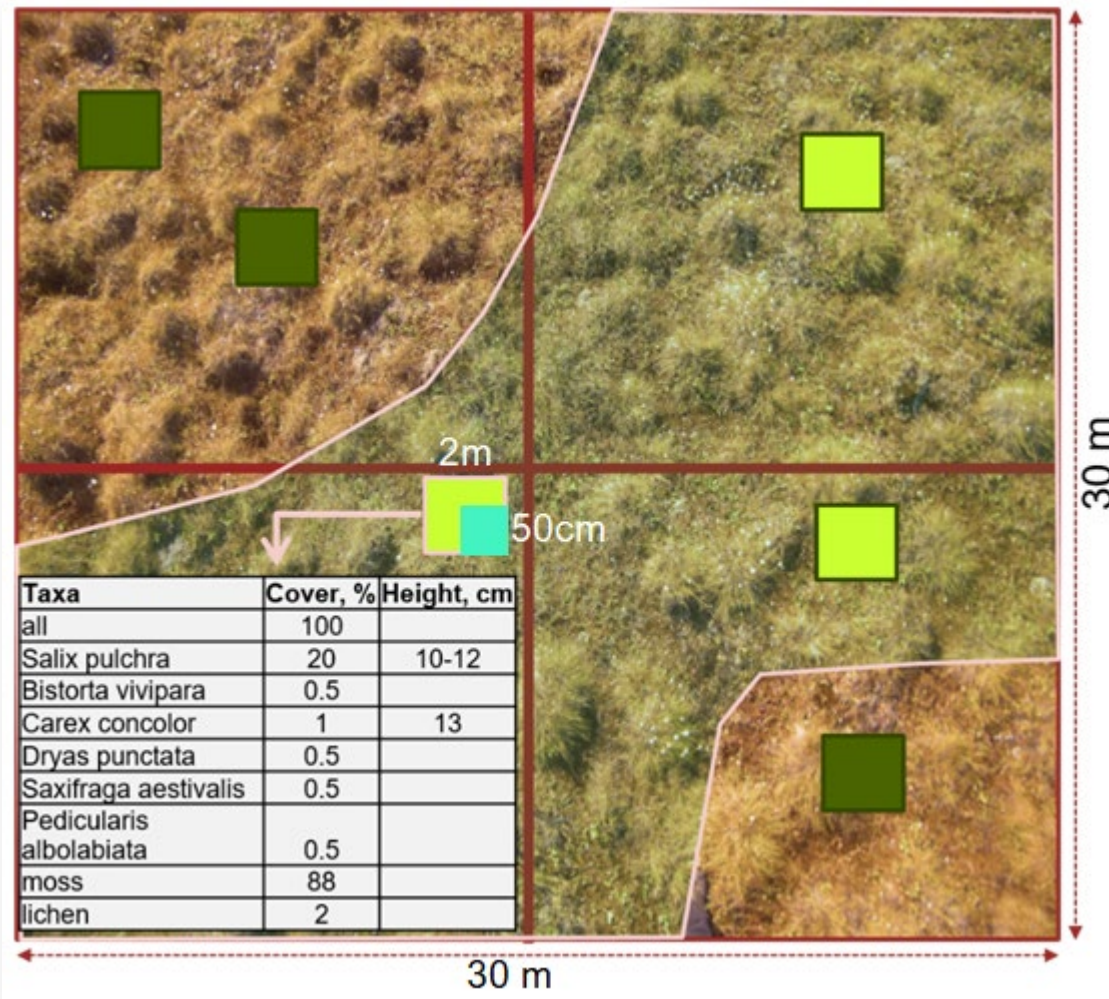 2m
50cm
30 m
Taxa Cover, % Height, cm
all 100
Salix pulchra 20 10-12
Bistorta vivipara 0.5
Carex concolor 1 13
Dryas punctata 0.5
Saxifraga aestivalis 0.5
Pedicularis
albolabiata 0.5
moss 88
lichen 2
30 m